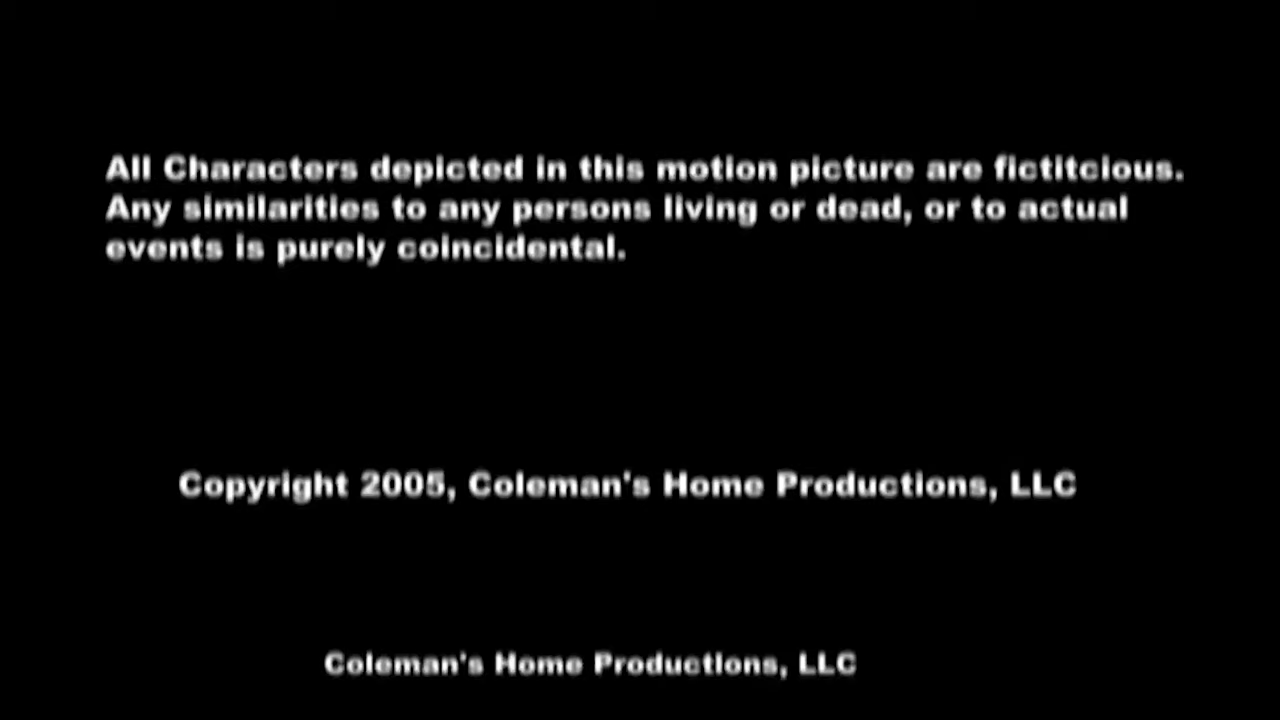 All Characters depicted in this motion picture are fictitcious.
Any similarities to any persons living or dead, or to actual
events is purely coincidental.
Copyright 2005, Coleman's Home Productions, LLC
Coleman's Home Productions, LLC